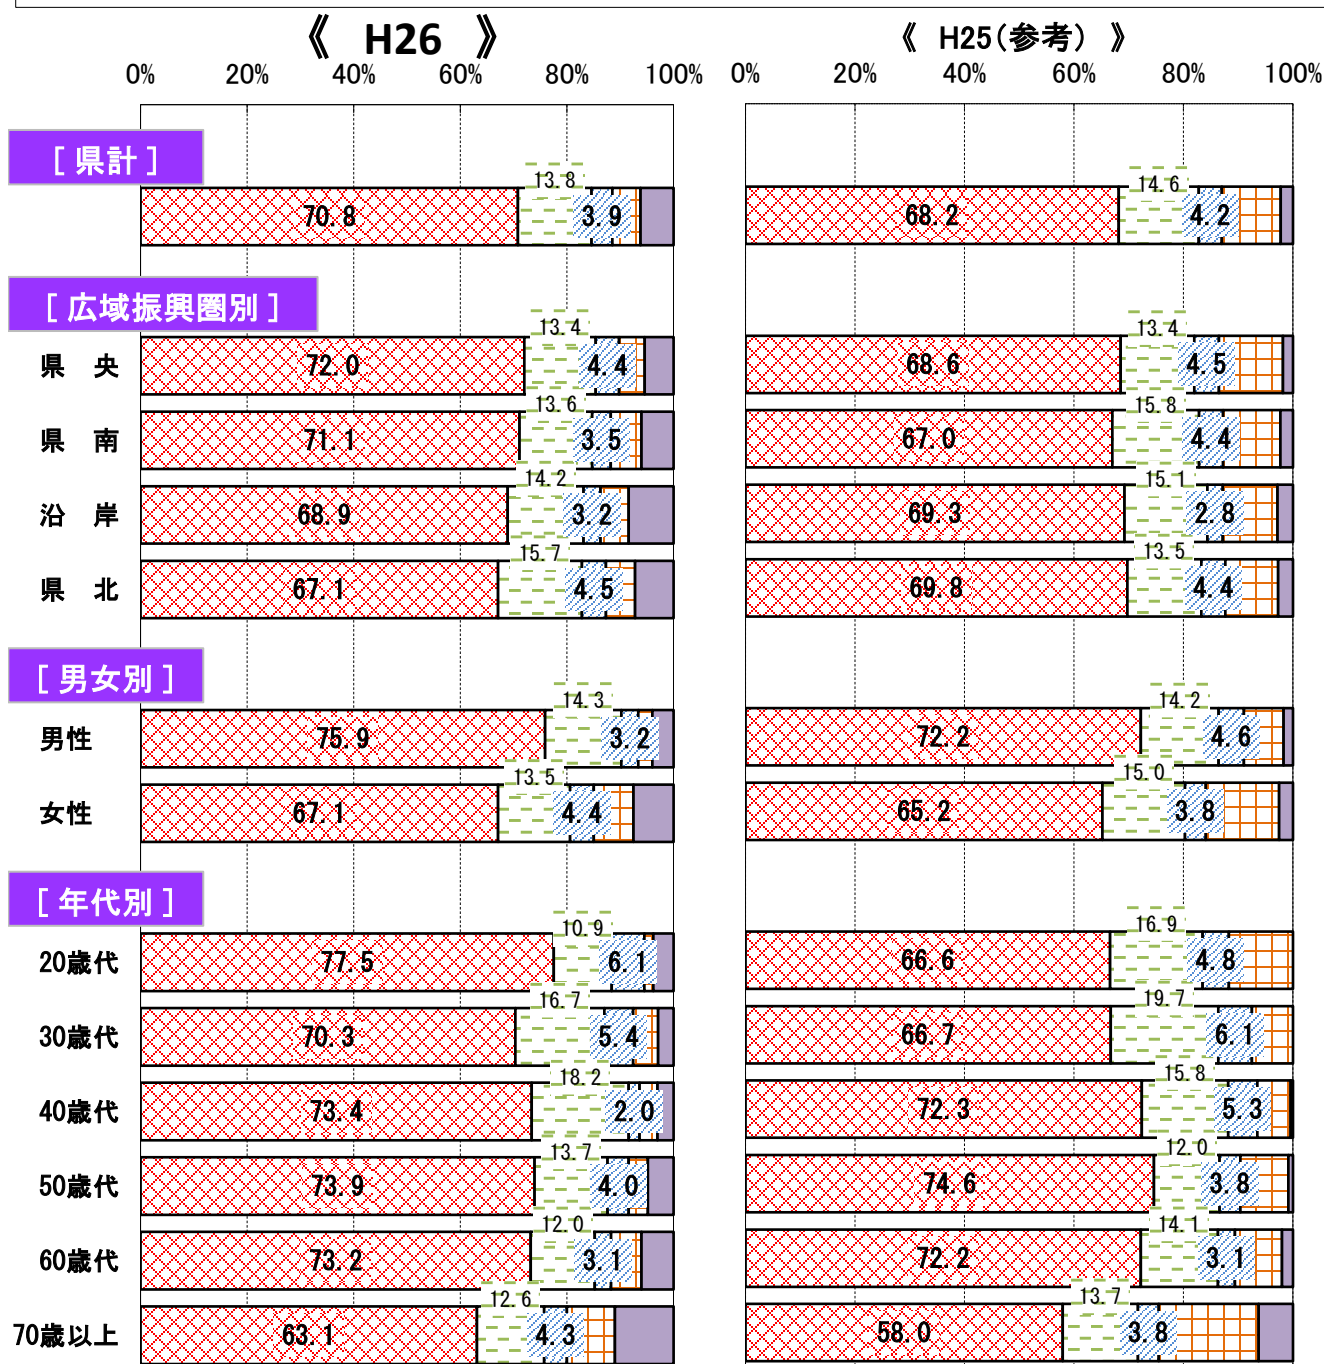 《 H26 》 《 H25(参考) 》
0% 20% 40% 60% 80% 100% 0% 20% 40% 60% 80% 100%
[ 県計 ]
13.8 14.6
70.8 3.9 68.2 4.2
[ 広域振興圏別 ]
13.4 13.4
県 央 72.0 4.4 68.6 4.5
13.6 15.8
県 南 71.1 3.5 67.0 4.4
14.2 15.1
沿 岸 68.9 3.2 69.3 2.8
15.7 13.5
県 北 67.1 4.5 69.8 4.4
[ 男女別 ]
14.3 14.2
男性 75.9 3.2 72.2 4.6
13.5 15.0
女性 67.1 4.4 65.2 3.8
[ 年代別 ]
10.9 16.9
20歳代 77.5 6.1 66.6 4.8
16.7 19.7
30歳代 70.3 5.4 66.7 6.1
18.2 15.8
40歳代 73.4 2.0 72.3 5.3
13.7 12.0
50歳代 73.9 4.0 74.6 3.8
12.0 14.1
60歳代 73.2 3.1 72.2 3.1
12.6 13.7
70歳以上 63.1 4.3 58.0 3.8